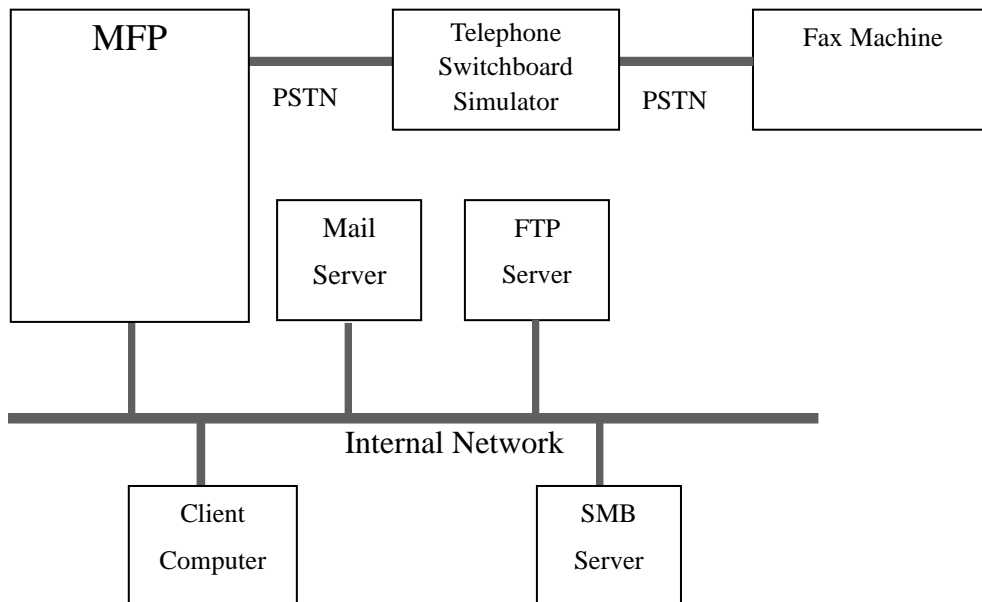 MFP
Telephone
Switchboard
Simulator
Fax Machine
PSTN
PSTN
Mail
Server
FTP
Server
Internal Network
Client
Computer
SMB
Server